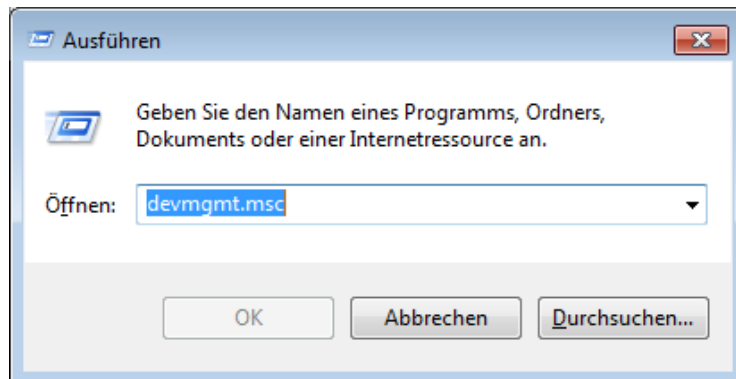 Ausführen
Geben Sie den Namen eines Programms, Ordners,
Dokuments oder einer Internetressource an.
Öffnen: devmgmt.msc
OK Abbrechen Durchsuchen...